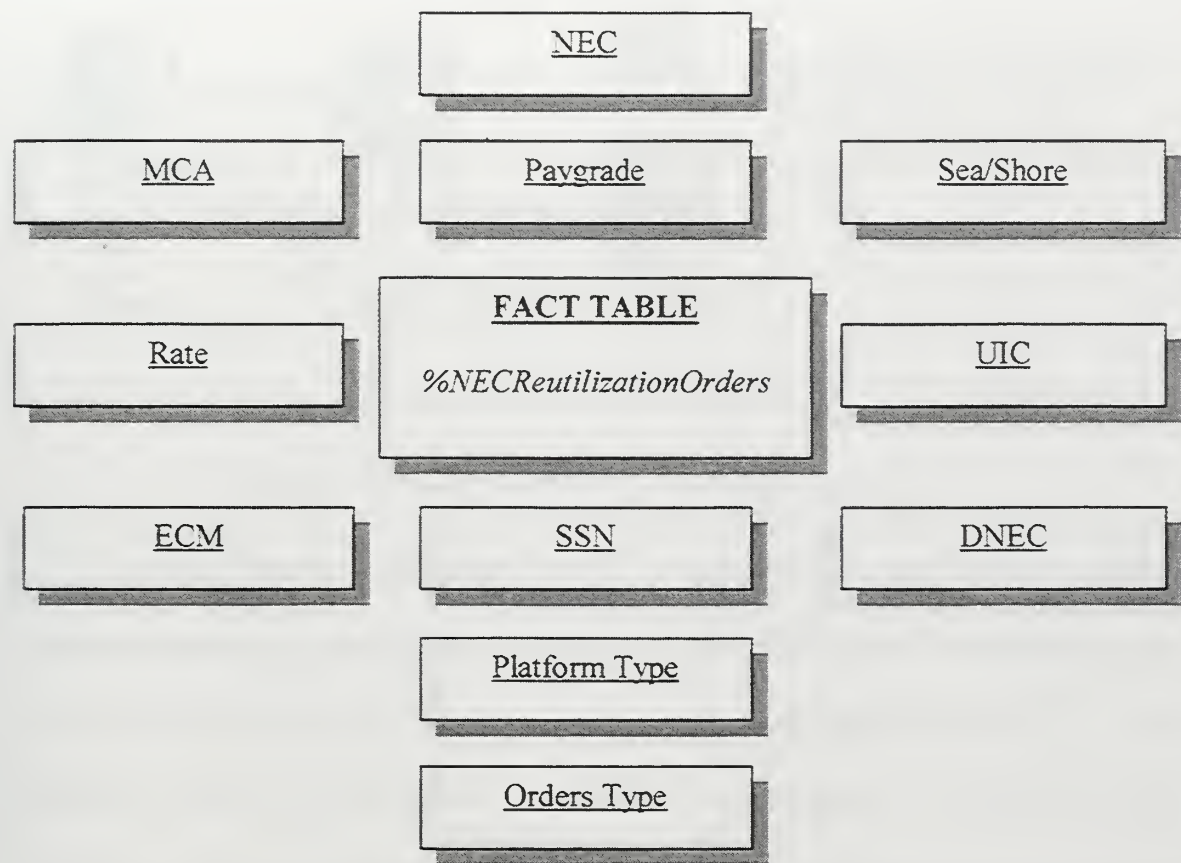 NEC
MCA
Paygrade
Sea/Shore
FACT TABLE
%NECReutilizationOrders
Rate
UIC
ECM
SSN
DNEC
Platform Type
Orders Type